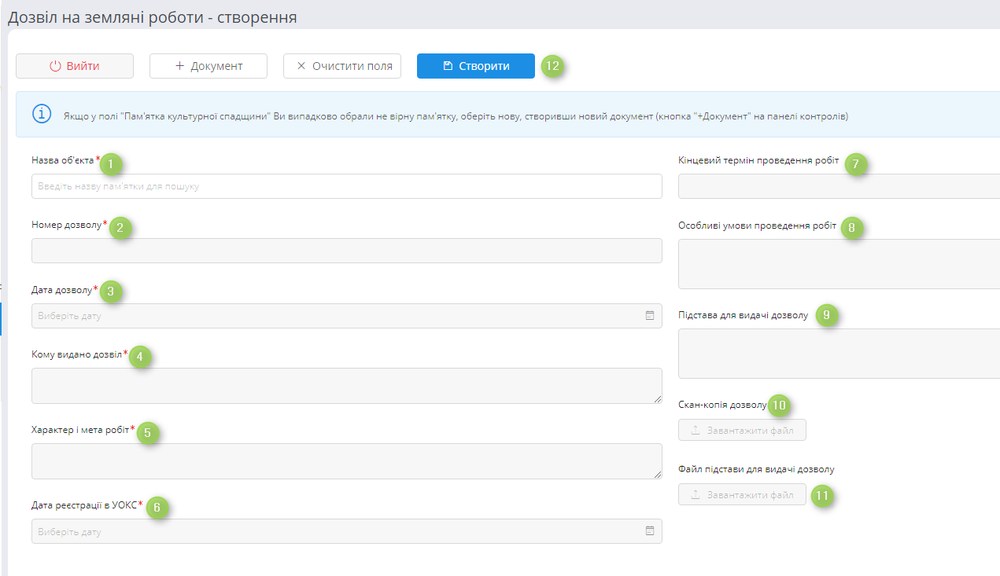 Дозвіл на земляні роботи - створення
Вийти
+ Документ
× Очистити поля
Створити
12
Якщо у полі "Пам'ятка культурної спадщини" Ви випадково обрали не вірну пам'ятку, оберіть нову, створивши новий документ (кнопка "+Документ" на панелі контролів)
Назва об'єкта* 1
Введіть назву пам'ятки для пошуку
Номер дозволу* 2
Дата дозволу* 3
Виберіть дату
Кому видано дозвіл* 4
Характер і мета робіт* 5
Дата реєстрації в УОКС* 6
Виберіть дату
Кінцевий термін проведення робіт 7
Особливі умови проведення робіт 8
Підстава для видачі дозволу 9
Скан-копія дозволу 10
Завантажити файл
Файл підстави для видачі дозволу
Завантажити файл 11